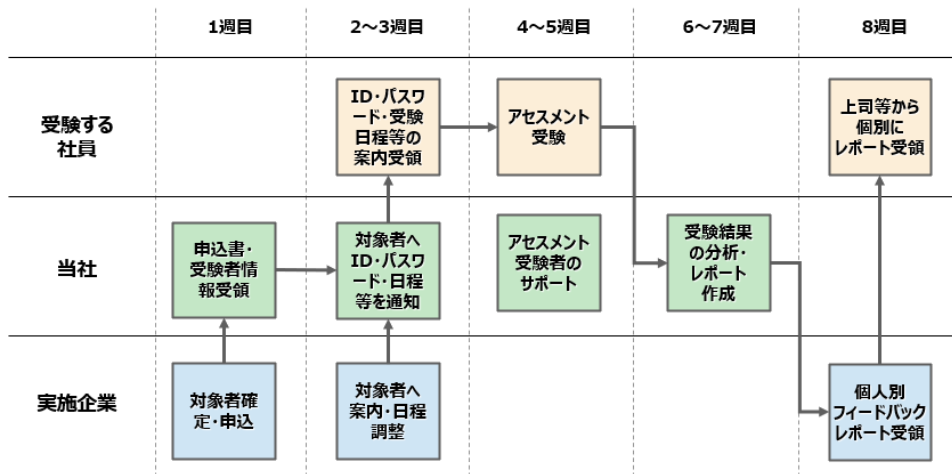 1週目
2～3週目
4～5週目
6～7週目
8週目
受験する
社員
ID・パスワ
ード・受験
日程等の
案内受領
アセスメント
受験
上司等から
個別に
レポート受領
当社
申込書・
受験者情
報受領
対象者へ
ID・パスワ
ード・日程
等を通知
アセスメント
受験者の
サポート
受験結果
の分析・
レポート
作成
実施企業
対象者確
定・申込
対象者へ
案内・日程
調整
個人別
フィードバック
レポート受領